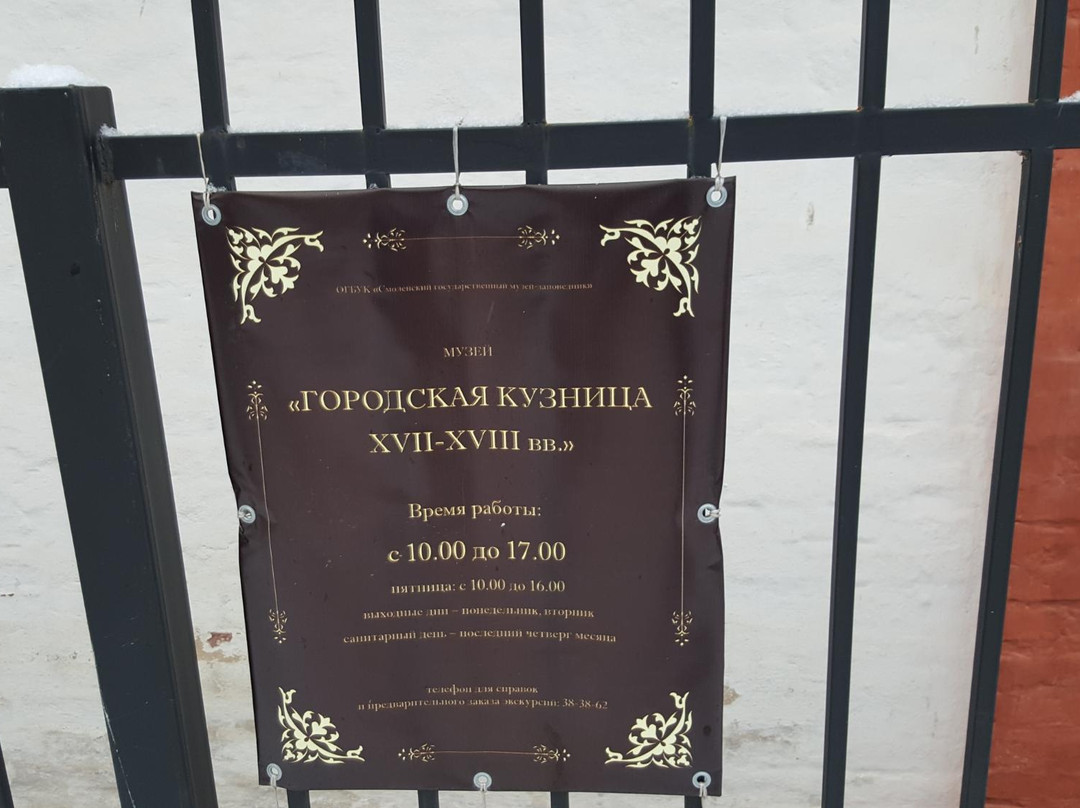 ОГБУК «Смоленский государственный музей-заповедник»
МУЗЕЙ
«ГОРОДСКАЯ КУЗНИЦА
XVII-XVIII вв.»
Время работы:
с 10.00 до 17.00
пятница: с 10.00 до 16.00
выходные дни – понедельник, вторник
санитарный день – последний четверг месяца
телефон для справок
и предварительного заказа экскурсий: 38-38-62